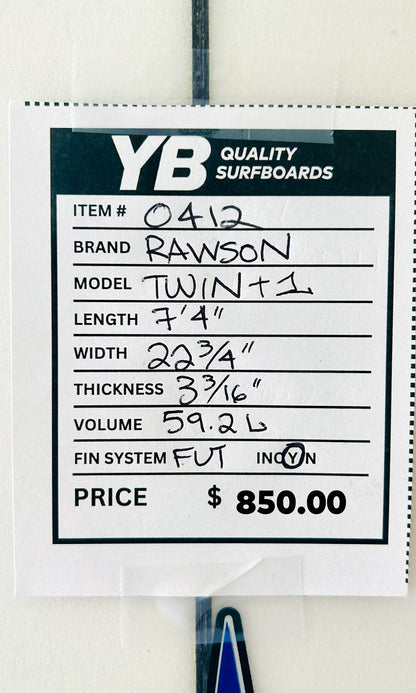 YB QUALITY SURFBOARDS
ITEM # 0412
BRAND RAWSON
MODEL TWIN + 1
LENGTH 7'4"
WIDTH 22 3/4"
THICKNESS 3 3/16"
VOLUME 59.2 L
FIN SYSTEM FUT INC Y N
PRICE $ 850.00